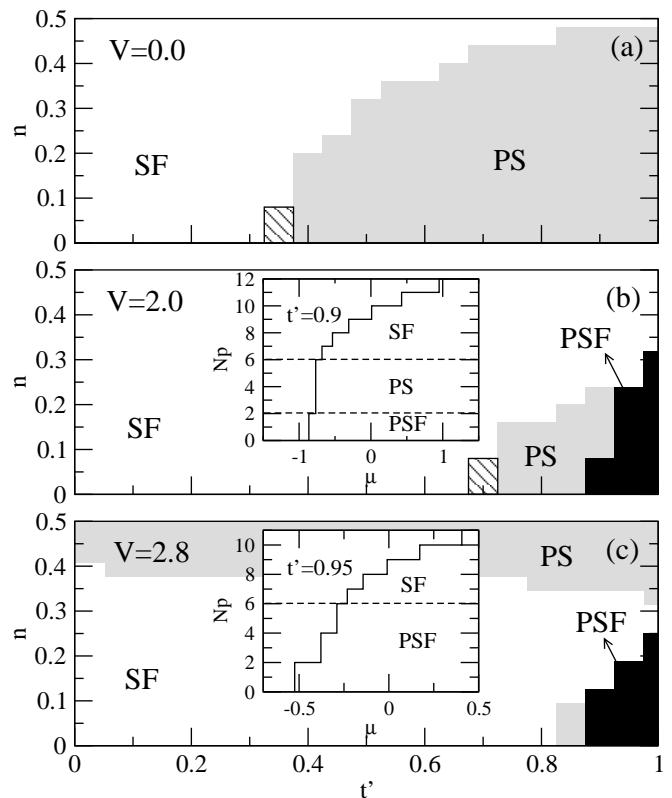 0.5
V=0.0
(a)
0.4
0.3
n
0.2
SF
PS
0.1
0
0.5
V=2.0
(b)
0.4
PSF
0.3
n
0.2
SF
PS
0.1
0
12
10
t'=0.9
8
SF
Np
6
4
PS
2
PSF
0
-1 0 1
μ
0.5
V=2.8
PS
(c)
0.4
0.3
n
PSF
0.2
SF
0.1
0
10
t'=0.95
8
SF
Np
6
4
PSF
2
0
-0.5 0 0.5
μ
0 0.2 0.4 0.6 0.8 1
t'